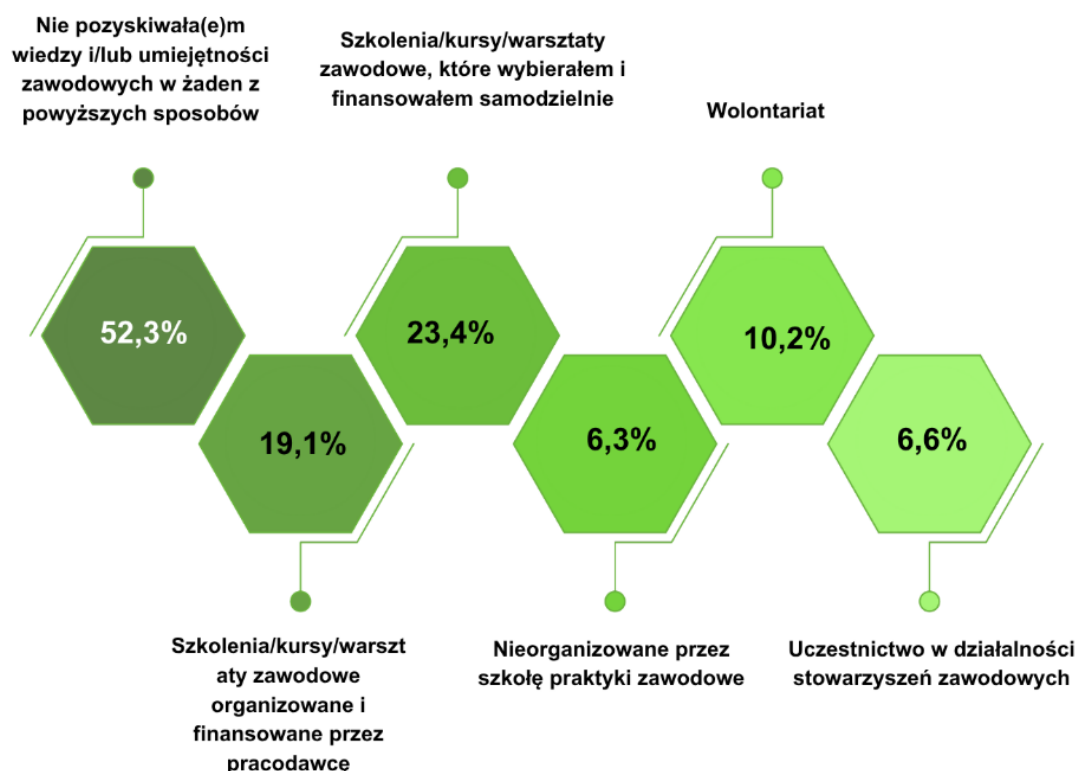 Nie pozyskiwała(e)m
wiedzy i/lub umiejętności
zawodowych w żaden z
powyższych sposobów
Szkolenia/kursy/warsztaty
zawodowe, które wybierałem i
finansowałem samodzielnie
Wolontariat
52,3%
23,4%
10,2%
19,1%
6,3%
6,6%
Szkolenia/kursy/warszt
aty zawodowe
organizowane i
finansowane przez
pracodawcę
Nieorganizowane przez
szkołę praktyki zawodowe
Uczestnictwo w działalności
stowarzyszeń zawodowych